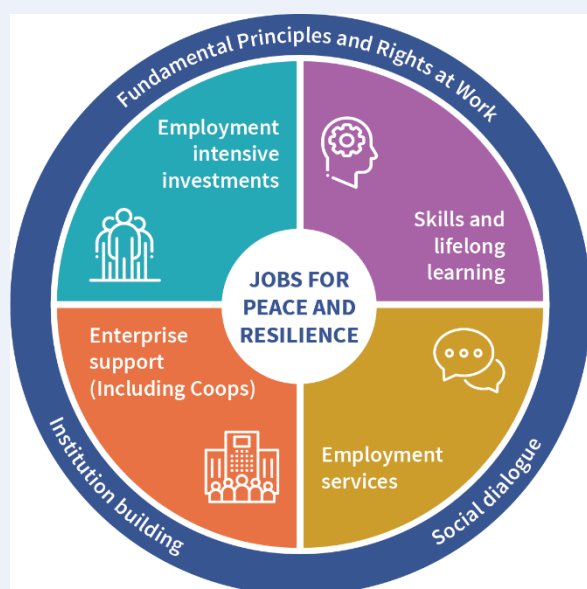 Fundamental Principles and Rights at Work
Employment
intensive
investments
Skills and
lifelong
learning
JOBS FOR
PEACE AND
RESILIENCE
Enterprise
support
(Including Coops)
Employment
services
Institution building
Social dialogue